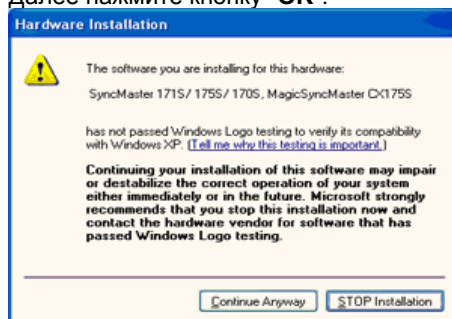 Далее нажмите кнопку "ОК".
Hardware Installation
The software you are installing for this hardware:
SyncMaster 171S/ 175S/ 170S, MagicSyncMaster CX175S
has not passed Windows Logo testing to verify its compatibility
with Windows XP. (Tell me why this testing is important.)
Continuing your installation of this software may impair
or destabilize the correct operation of your system
either immediately or in the future. Microsoft strongly
recommends that you stop this installation now and
contact the hardware vendor for software that has
passed Windows Logo testing.
Continue Anyway STOP Installation